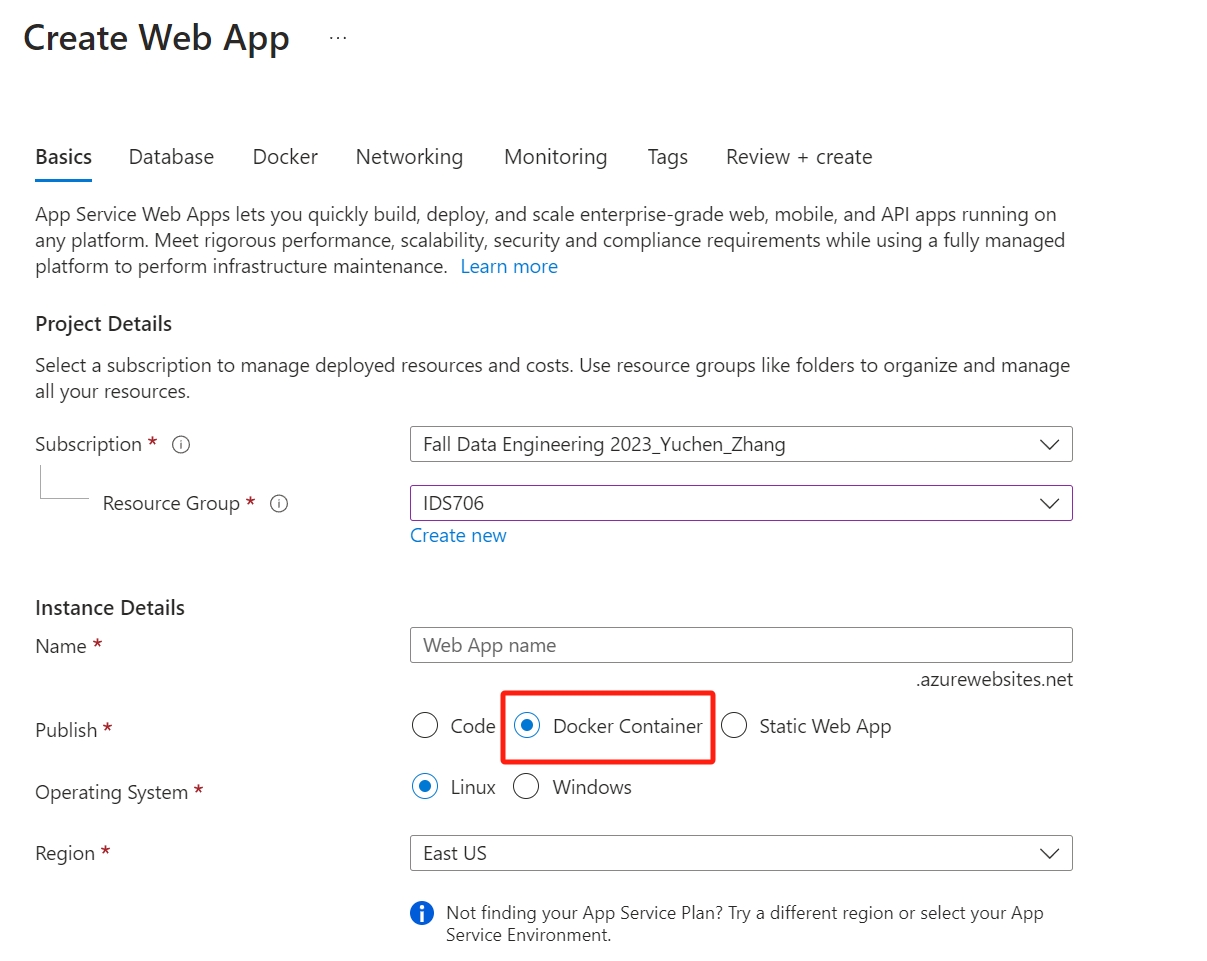 Create Web App ...
Basics Database Docker Networking Monitoring Tags Review + create
App Service Web Apps lets you quickly build, deploy, and scale enterprise-grade web, mobile, and API apps running on
any platform. Meet rigorous performance, scalability, security and compliance requirements while using a fully managed
platform to perform infrastructure maintenance. Learn more
Project Details
Select a subscription to manage deployed resources and costs. Use resource groups like folders to organize and manage
all your resources.
Subscription * Fall Data Engineering 2023_Yuchen_Zhang
Resource Group * IDS706
Create new
Instance Details
Name * Web App name
.azurewebsites.net
Publish * Code Docker Container Static Web App
Operating System * Linux Windows
Region * East US
Not finding your App Service Plan? Try a different region or select your App
Service Environment.